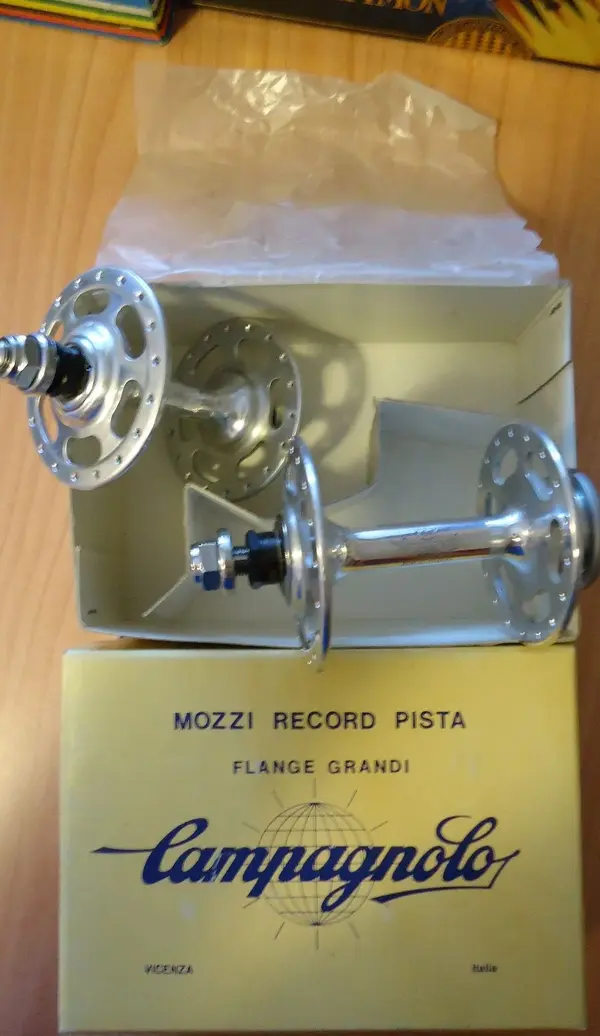 MOZZI RECORD PISTA
FLANGE GRANDI
Campagnolo
VICENZA
Italia